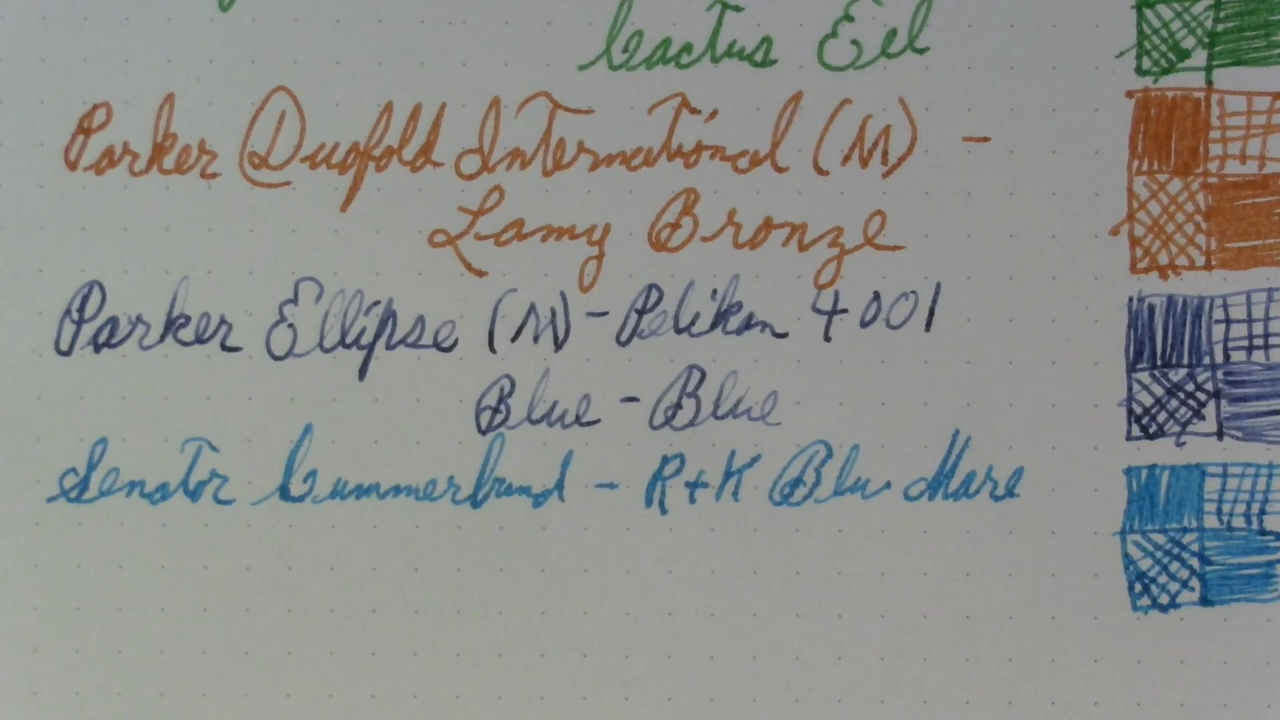 Cactus Eel
Parker Duofold International (M) -
Lamy Bronze
Parker Ellipse (M) - Pelikan 4001
Blue - Blue
Senator Cummerbund - R+K Blu Mare